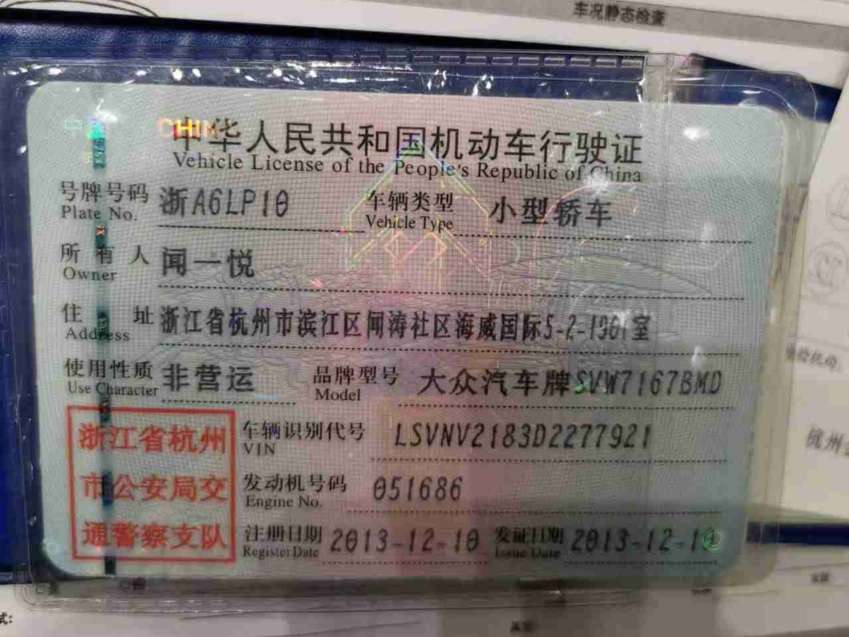 车况静态检查
中华人民共和国机动车行驶证
Vehicle License of the People's Republic of China
号牌号码 浙A6LP10 车辆类型 小型轿车
Plate No. Vehicle Type
所有人 闻一悦
Owner
住址 浙江省杭州市滨江区闻涛社区海威国际5-2-1901室
Address
使用性质 非营运 品牌型号 大众汽车牌SVW7167BMD
Use Character Model
浙江省杭州 车辆识别代号 LSVNV2183D2277921
VIN
市公安局交 发动机号码 051686
Engine No.
通警察支队 注册日期 2013-12-10 发证日期 2013-12-10
Register Date Issue Date